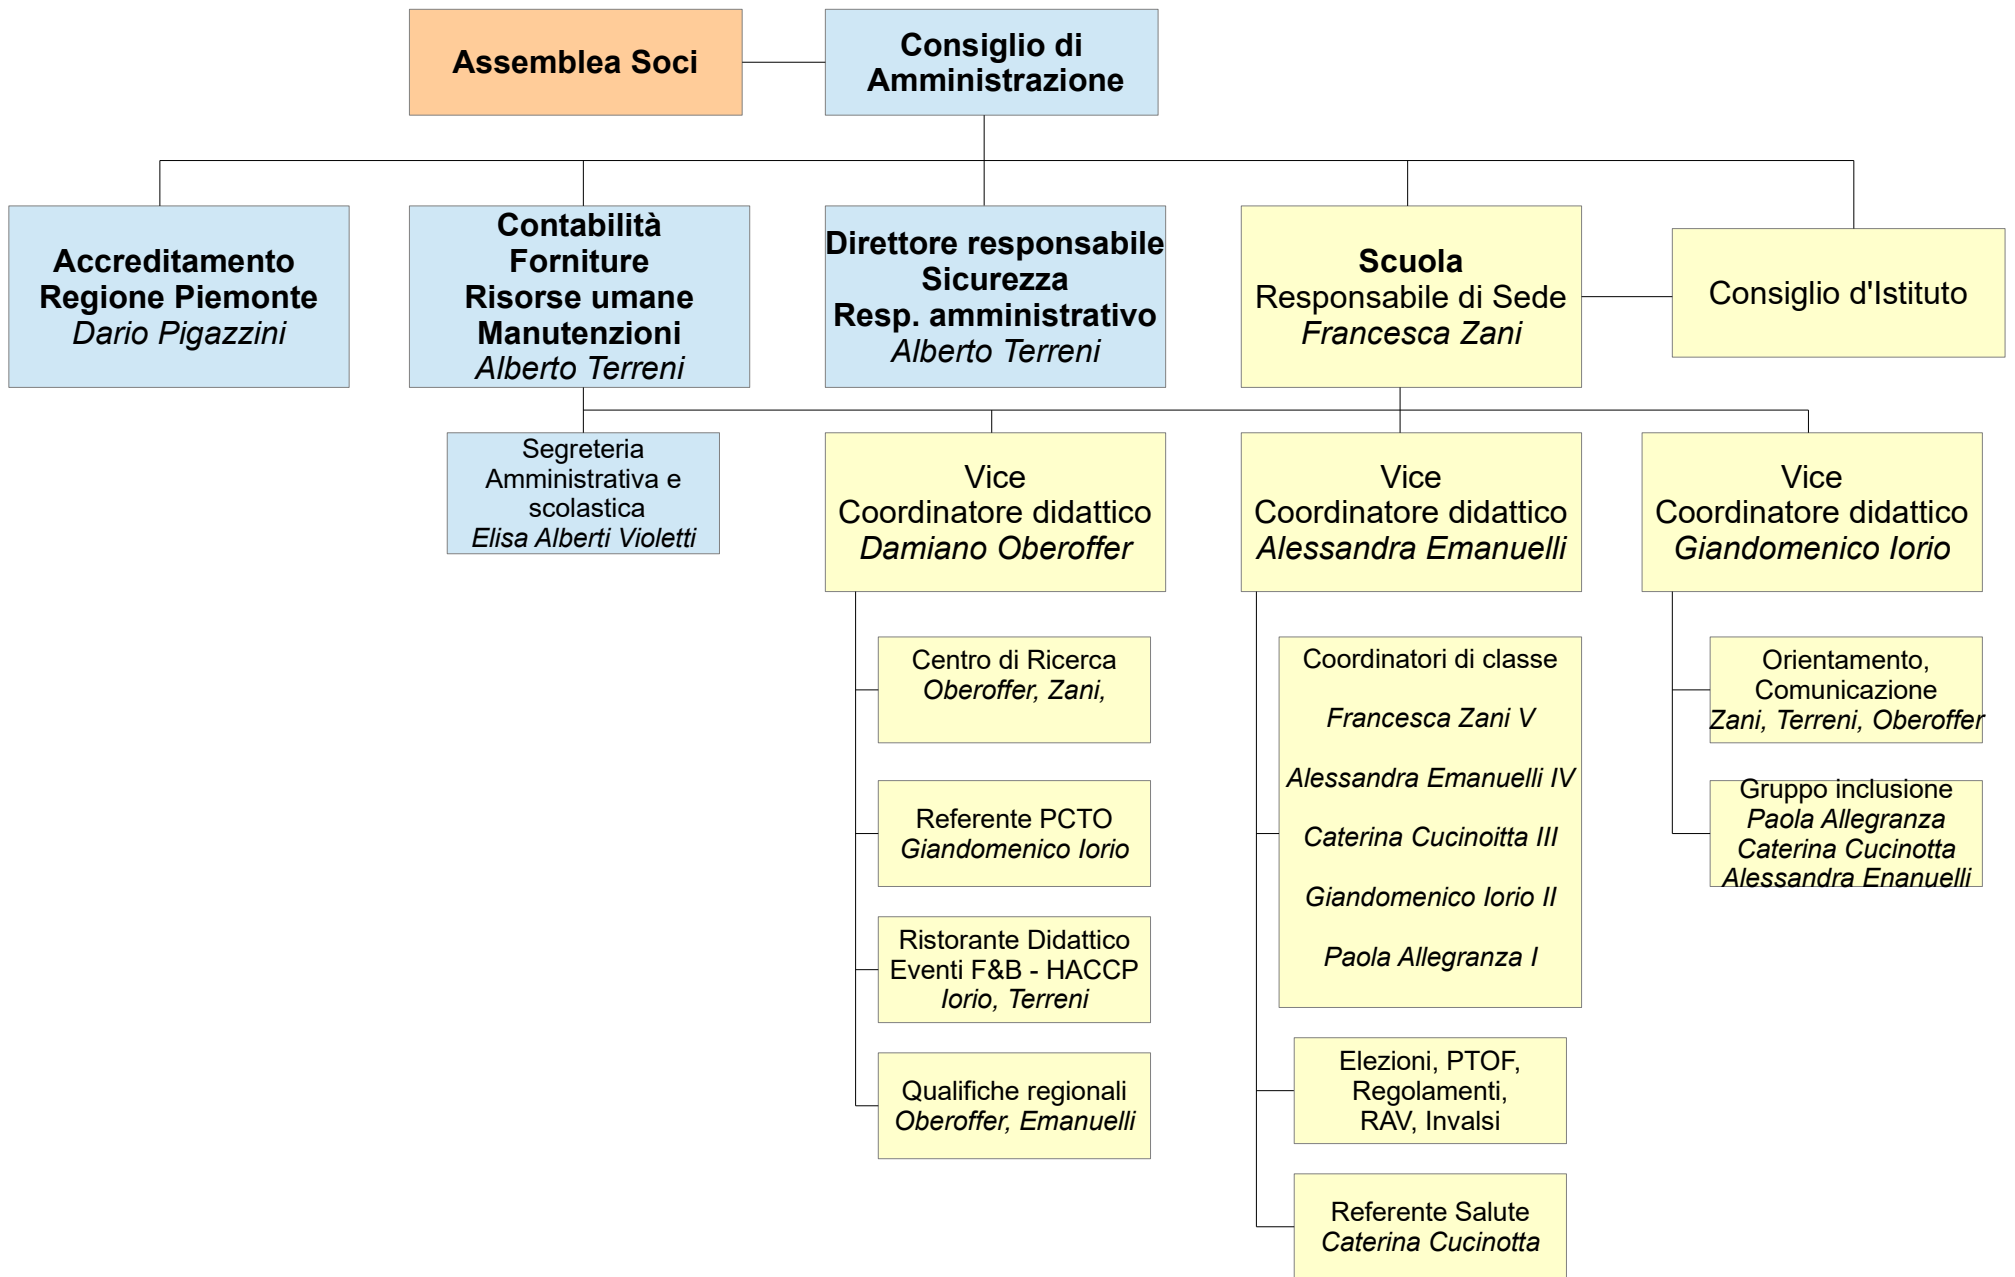 Assemblea Soci
Consiglio di
Amministrazione
Accreditamento
Regione Piemonte
Dario Pigazzini
Contabilità
Forniture
Risorse umane
Manutenzioni
Alberto Terreni
Direttore responsabile
Sicurezza
Resp. amministrativo
Alberto Terreni
Scuola
Responsabile di Sede
Francesca Zani
Consiglio d'Istituto
Segreteria
Amministrativa e
scolastica
Elisa Alberti Violetti
Vice
Coordinatore didattico
Damiano Oberoffer
Vice
Coordinatore didattico
Alessandra Emanuelli
Vice
Coordinatore didattico
Giandomenico Iorio
Centro di Ricerca
Oberoffer, Zani,
Referente PCTO
Giandomenico Iorio
Ristorante Didattico
Eventi F&B - HACCP
Iorio, Terreni
Qualifiche regionali
Oberoffer, Emanuelli
Coordinatori di classe
Francesca Zani V
Alessandra Emanuelli IV
Caterina Cucinoitta III
Giandomenico Iorio II
Paola Allegranza I
Elezioni, PTOF,
Regolamenti,
RAV, Invalsi
Referente Salute
Caterina Cucinotta
Orientamento,
Comunicazione
Zani, Terreni, Oberoffer
Gruppo inclusione
Paola Allegranza
Caterina Cucinotta
Alessandra Enanuelli